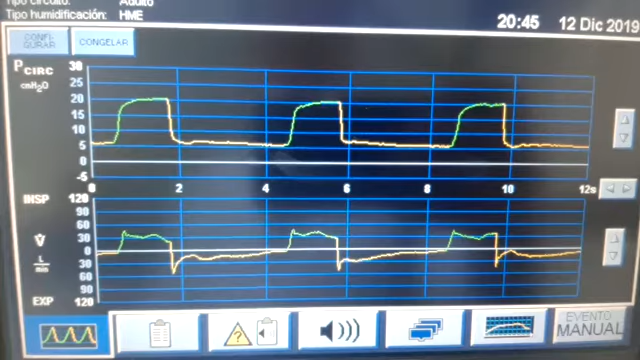 Tipo circuito: Adulto
Tipo humidificación: HME
20:45 12 Dic 2019
CONFI-
GURAR
CONGELAR
PCIRC
cmH2O
30
25
20
15
10
5
0
-5
0 2 4 6 8 10 12s
INSP
V̇
L
min
EXP
120
90
60
30
0
30
60
90
120
EVENTO
MANUAL